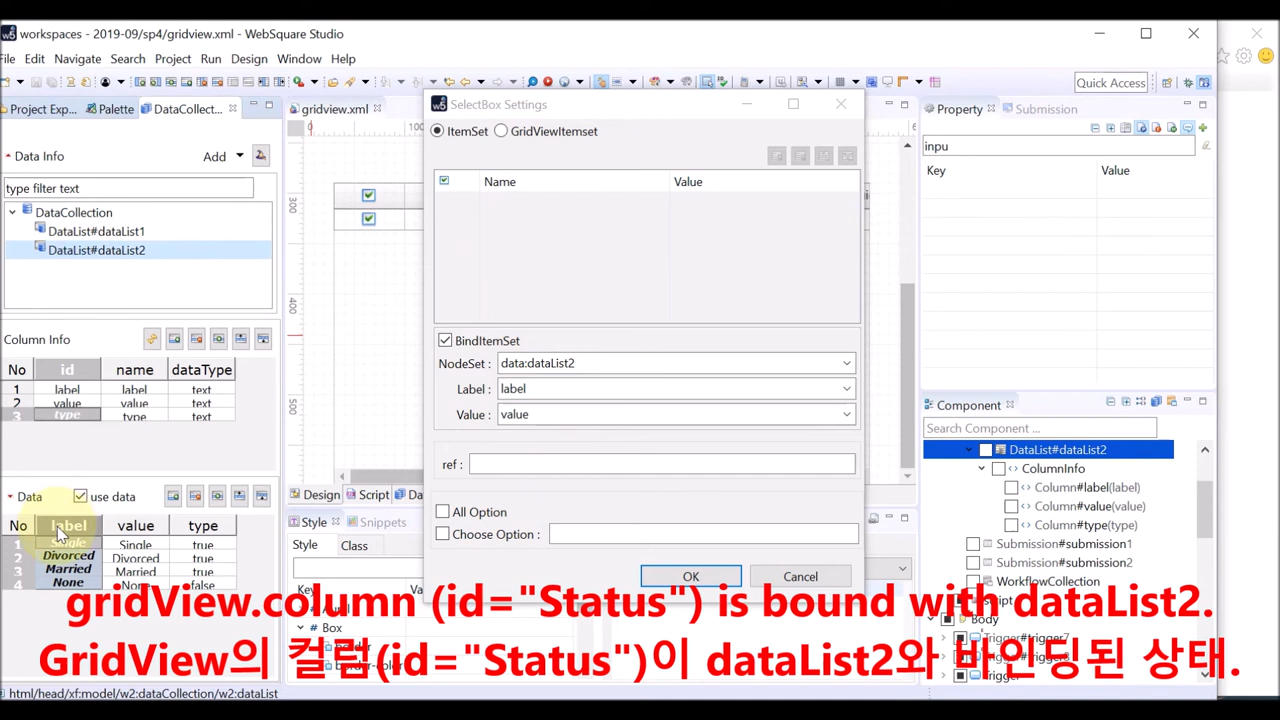 workspaces - 2019-09/sp4/gridview.xml - WebSquare Studio
File Edit Navigate Search Project Run Design Window Help
Quick Access
Project Exp... Palette DataCollect...
Data Info Add
type filter text
DataCollection
DataList#dataList1
DataList#dataList2
Column Info
No id name dataType
1 label label text
2 value value text
3 type type text
Data use data
No label value type
1 Single Single true
2 Divorced Divorced true
3 Married Married true
4 None None false
gridview.xml
100
300
400
500
Design Script
Style Snippets
Style Class
Box
SelectBox Settings
ItemSet GridViewItemset
Name Value
BindItemSet
NodeSet : data:dataList2
Label : label
Value : value
ref :
All Option
Choose Option :
OK Cancel
Property Submission
inpu
Key Value
Component
Search Component ...
DataList#dataList2
ColumnInfo
Column#label(label)
Column#value(value)
Column#type(type)
Submission#submission1
Submission#submission2
WorkflowCollection
Body
gridView.column (id="Status") is bound with dataList2.
GridView의 컬럼(id="Status")이 dataList2와 바인딩된 상태.
html/head/xf:model/w2:dataCollection/w2:dataList